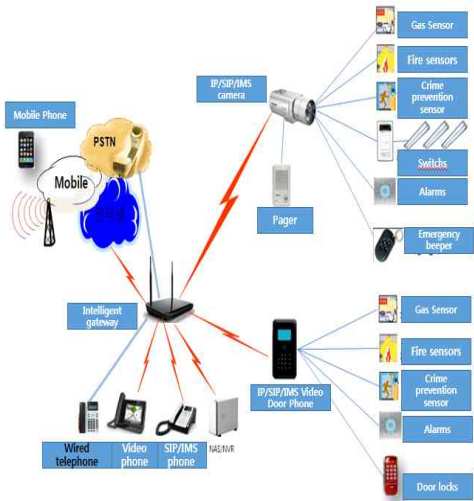 Gas Sensor
Fire sensors
IP/SIP/IMS
camera
Crime
prevention
sensor
Mobile Phone
PSTN
Switchs
Mobile
Alarms
Pager
Emergency
beeper
Intelligent
gateway
Gas Sensor
Fire sensors
IP/SIP/IMS Video
Door Phone
Crime
prevention
sensor
Alarms
Wired
telephone
Video
phone
SIP/IMS
phone
NAS/NVR
Door locks